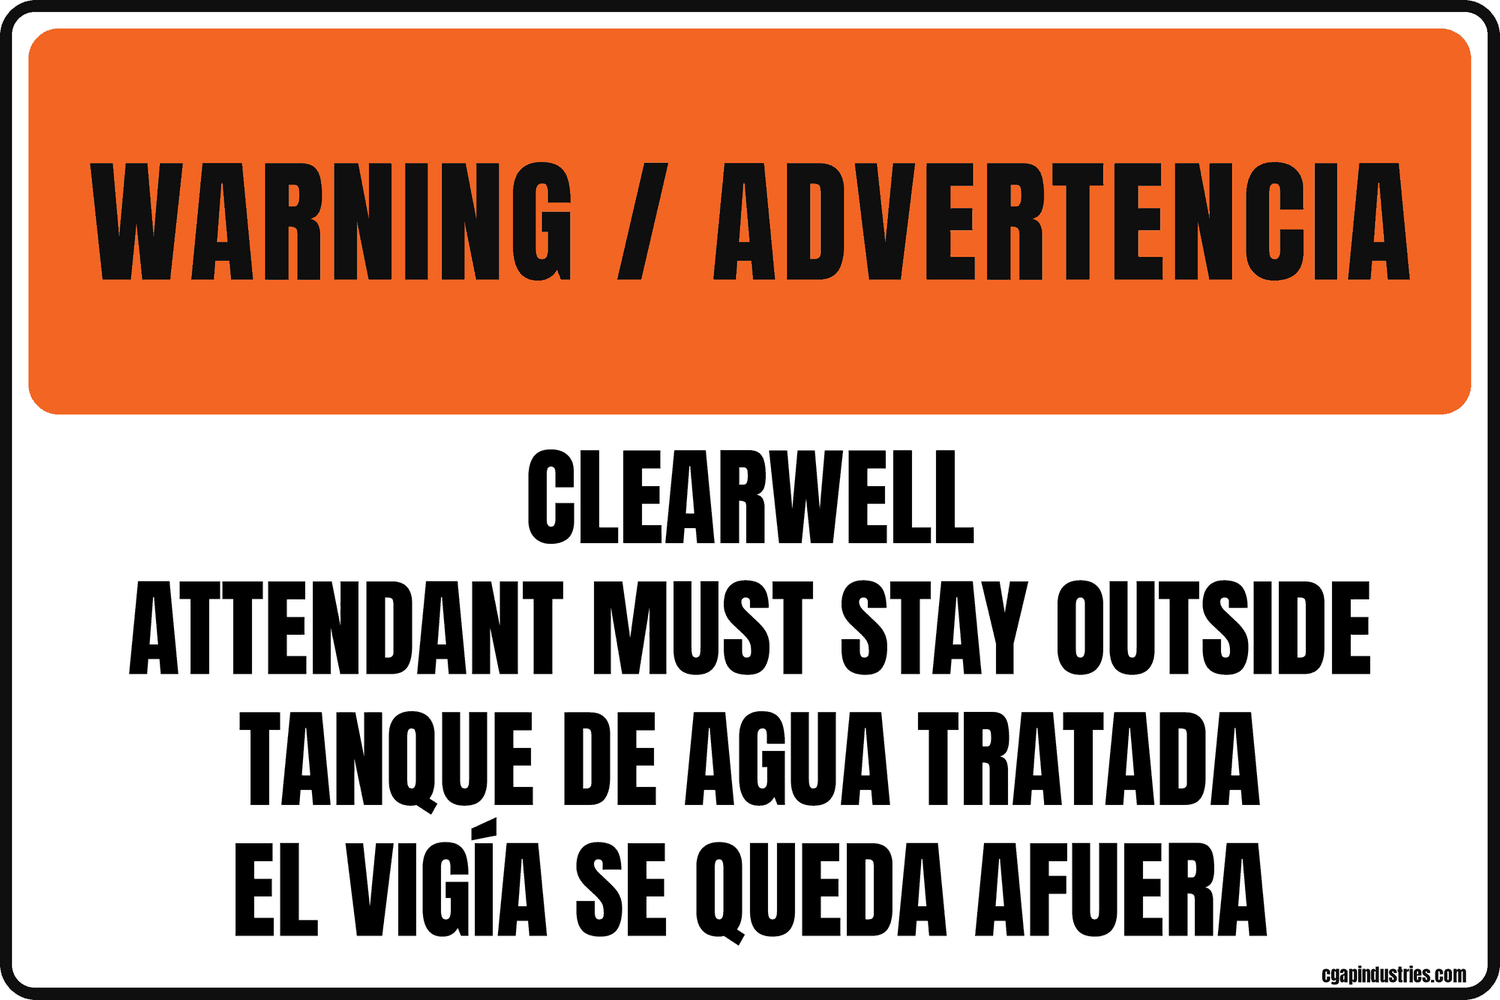 WARNING / ADVERTENCIA
CLEARWELL
ATTENDANT MUST STAY OUTSIDE
TANQUE DE AGUA TRATADA
EL VIGÍA SE QUEDA AFUERA
cgapindustries.com